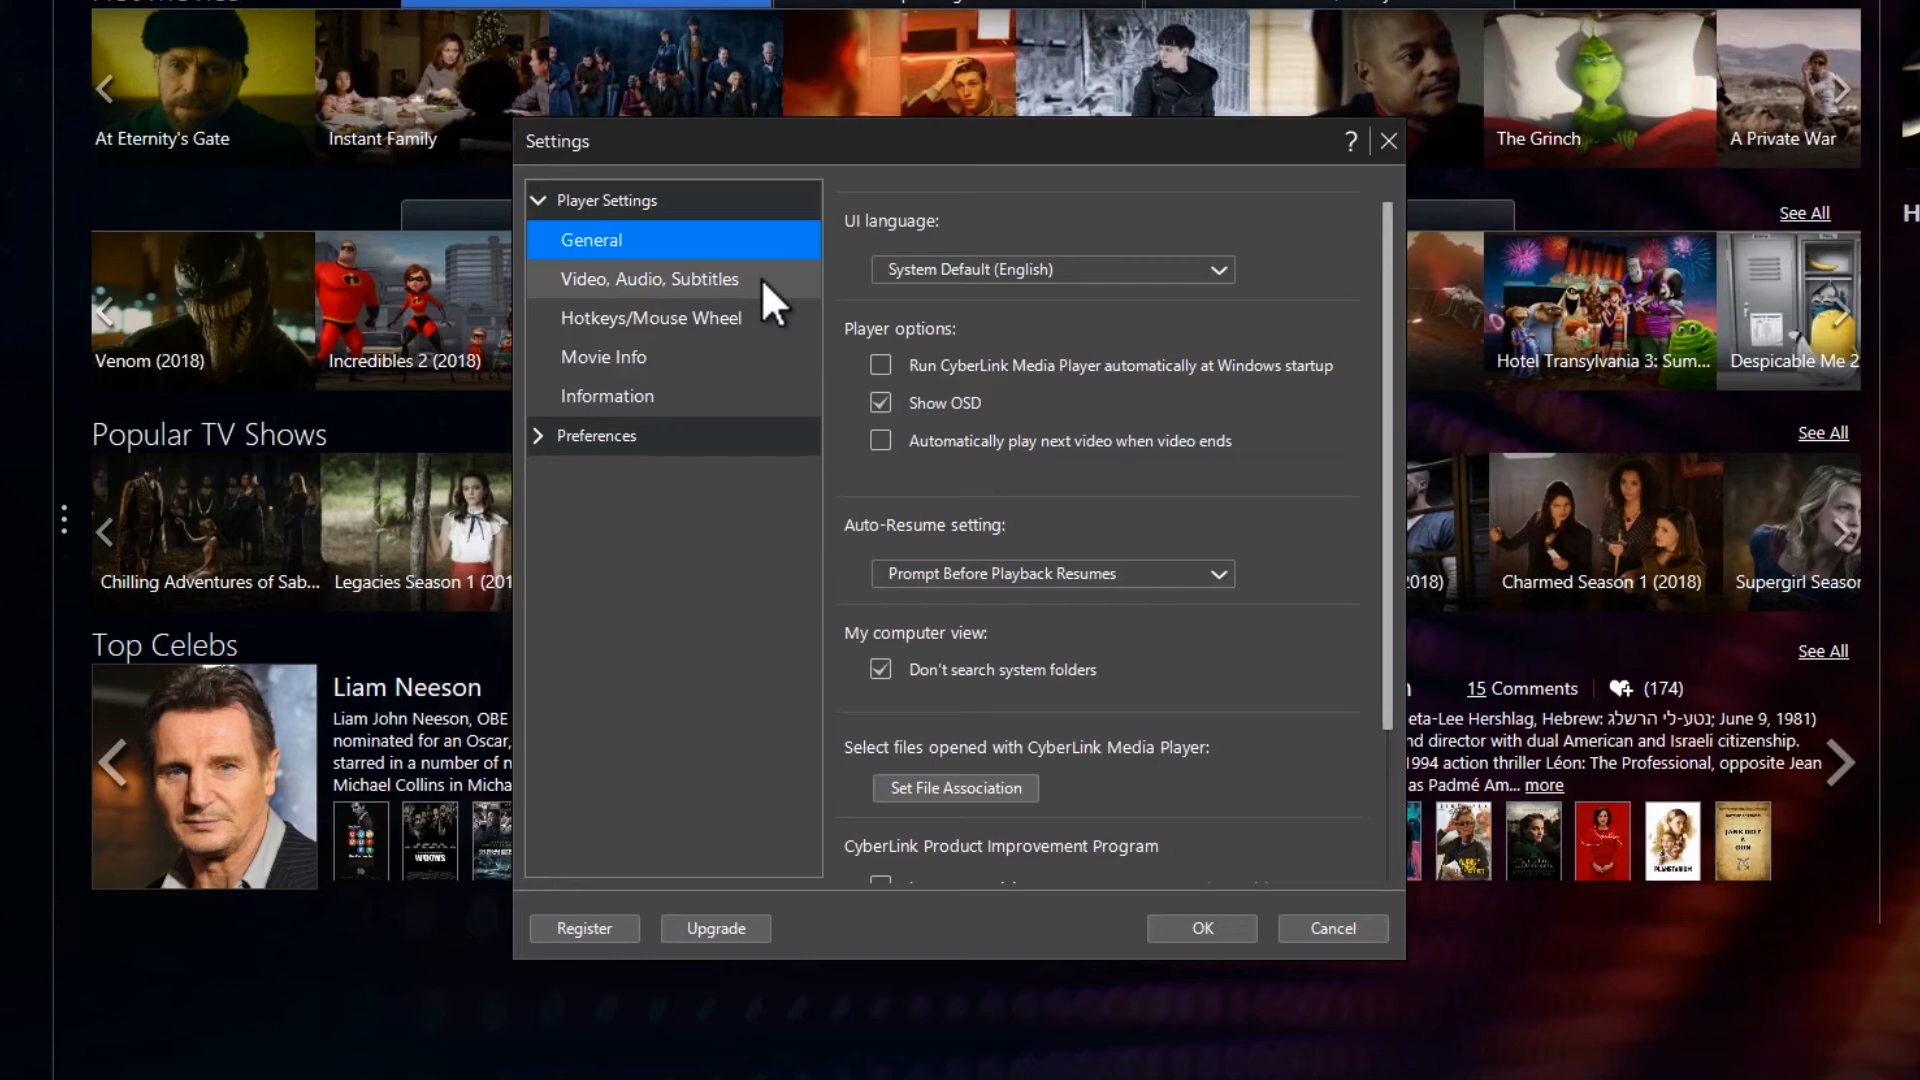 At Eternity's Gate
Instant Family
The Grinch
A Private War
Settings
?
Player Settings
General
Video, Audio, Subtitles
Hotkeys/Mouse Wheel
Movie Info
Information
Preferences
UI language:
System Default (English)
Player options:
Run CyberLink Media Player automatically at Windows startup
Show OSD
Automatically play next video when video ends
Auto-Resume setting:
Prompt Before Playback Resumes
My computer view:
Don't search system folders
Select files opened with CyberLink Media Player:
Set File Association
CyberLink Product Improvement Program
Register
Upgrade
OK
Cancel
See All
H
Venom (2018)
Incredibles 2 (2018)
Hotel Transylvania 3: Sum...
Despicable Me 2
Popular TV Shows
See All
Chilling Adventures of Sab...
Legacies Season 1 (201
2018)
Charmed Season 1 (2018)
Supergirl Season
Top Celebs
See All
Liam Neeson
Liam John Neeson, OBE
nominated for an Oscar,
starred in a number of n
Michael Collins in Micha
15 Comments
(174)
eta-Lee Hershlag, Hebrew: נטע-לי הרשלג; June 9, 1981)
nd director with dual American and Israeli citizenship.
1994 action thriller Léon: The Professional, opposite Jean
as Padmé Am... more
WIDOWS
PLANETARIUM
JANE GOT A GUN